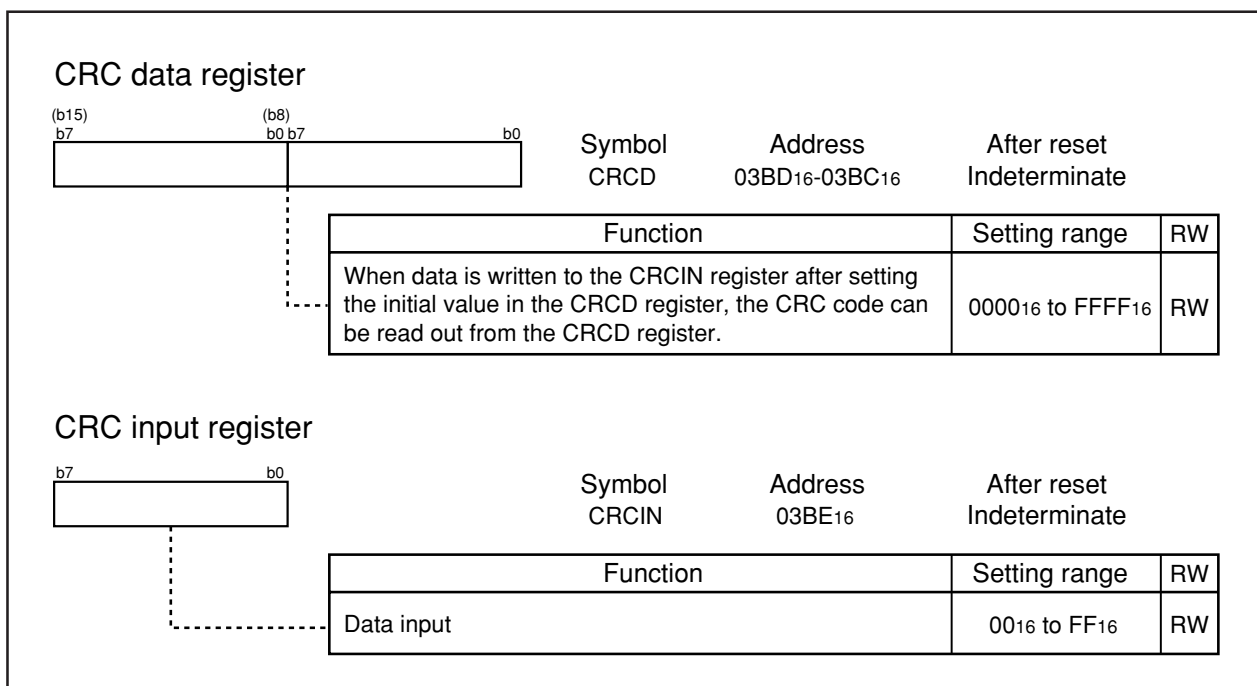 CRC data register
(b15) (b8)
b7 b0 b7 b0
Symbol Address After reset
CRCD 03BD16-03BC16 Indeterminate
Function Setting range RW
When data is written to the CRCIN register after setting
the initial value in the CRCD register, the CRC code can
be read out from the CRCD register.
000016 to FFFF16 RW
CRC input register
b7 b0
Symbol Address After reset
CRCIN 03BE16 Indeterminate
Function Setting range RW
Data input 0016 to FF16 RW